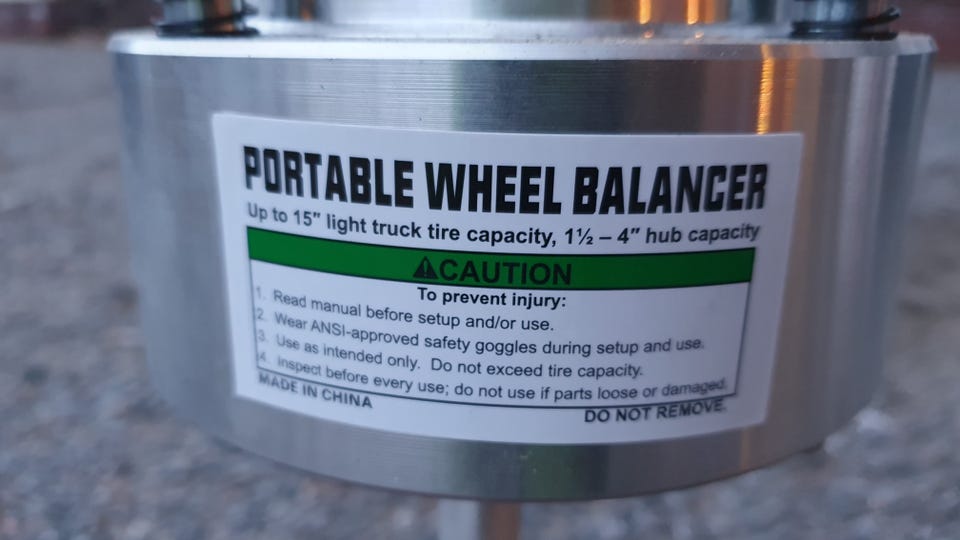 PORTABLE WHEEL BALANCER
Up to 15″ light truck tire capacity, 1½ – 4″ hub capacity
⚠CAUTION
To prevent injury:
1. Read manual before setup and/or use.
2. Wear ANSI-approved safety goggles during setup and use.
3. Use as intended only. Do not exceed tire capacity.
4. Inspect before every use; do not use if parts loose or damaged.
MADE IN CHINA
DO NOT REMOVE.